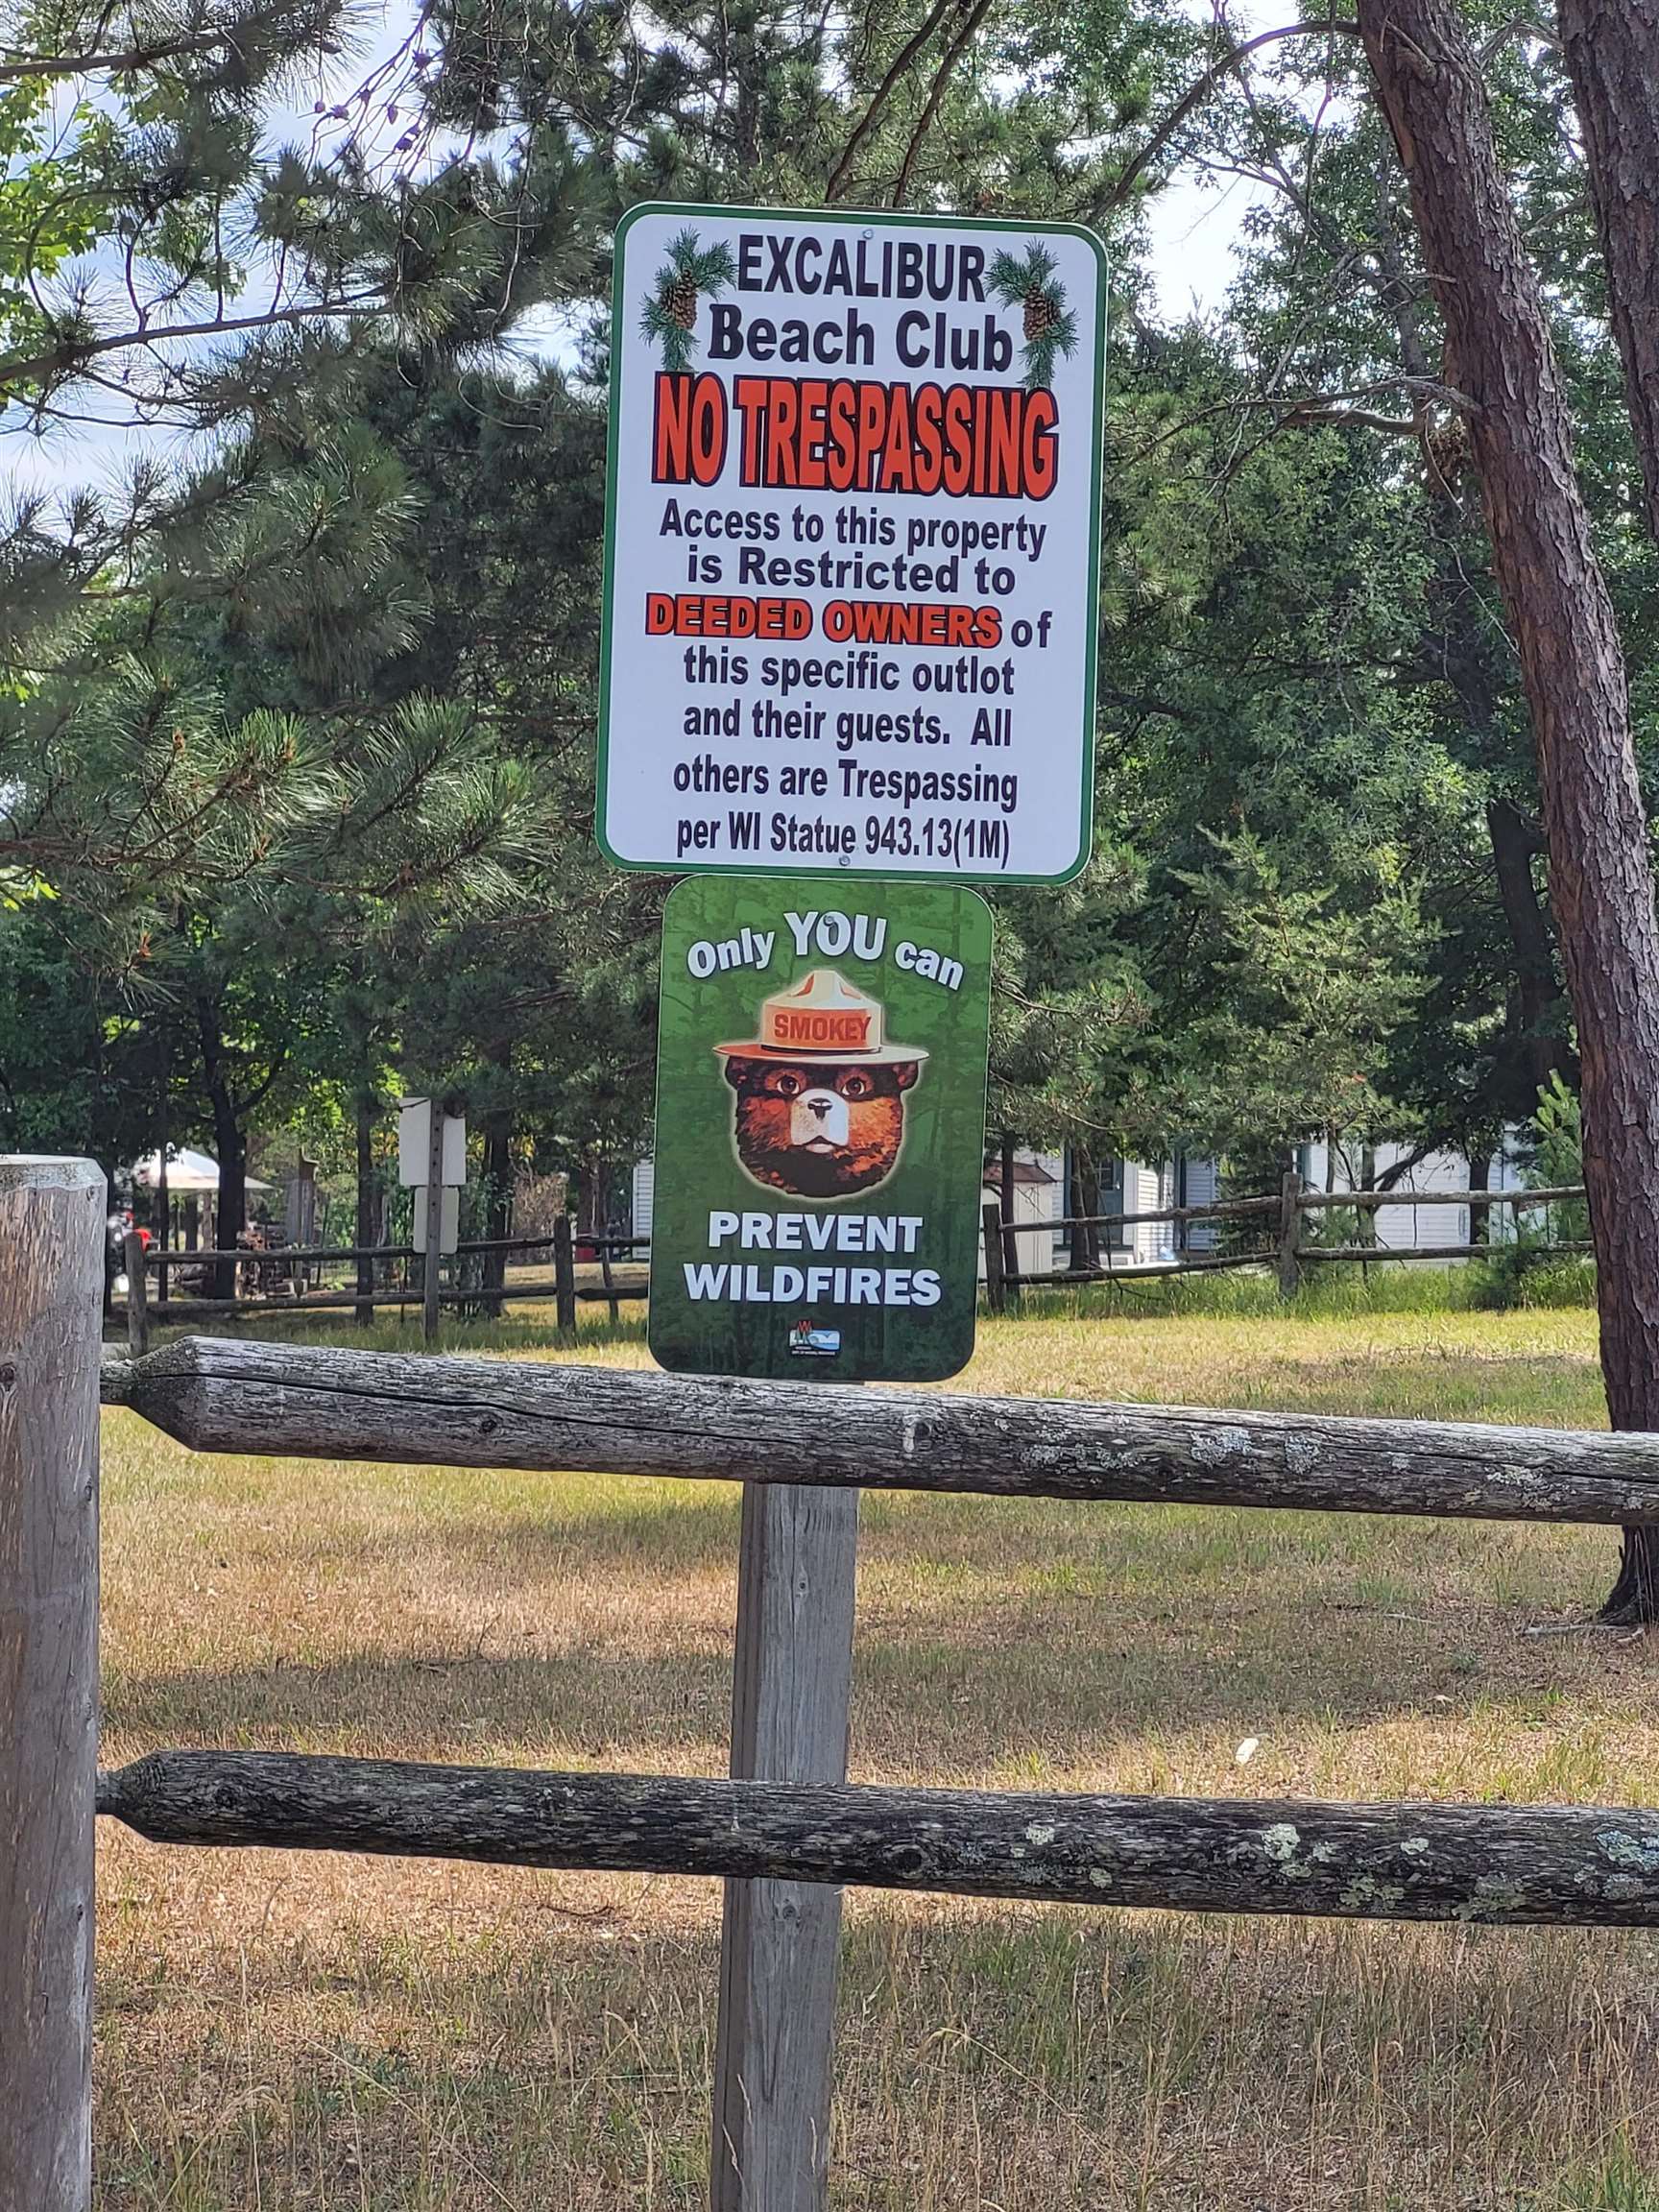 EXCALIBUR
Beach Club
NO TRESPASSING
Access to this property
is Restricted to
DEEDED OWNERS of
this specific outlot
and their guests. All
others are Trespassing
per WI Statue 943.13(1M)
Only YOU can
SMOKEY
PREVENT
WILDFIRES